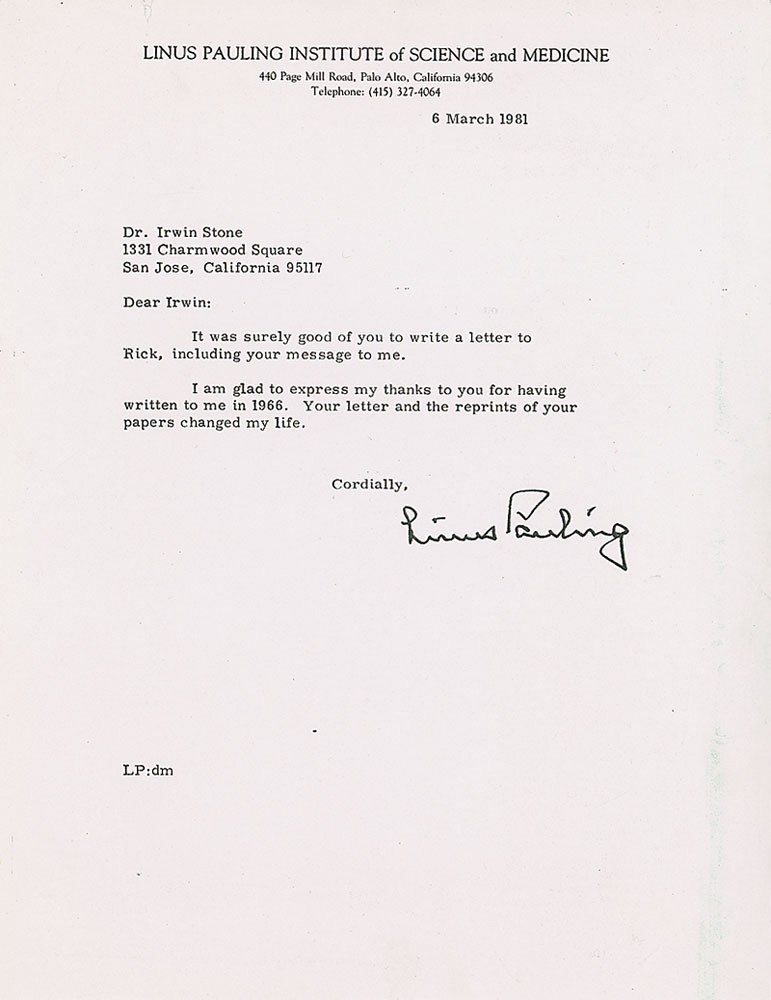 LINUS PAULING INSTITUTE of SCIENCE and MEDICINE
440 Page Mill Road, Palo Alto, California 94306
Telephone: (415) 327-4064
6 March 1981
Dr. Irwin Stone
1331 Charmwood Square
San Jose, California 95117
Dear Irwin:
It was surely good of you to write a letter to
Rick, including your message to me.
I am glad to express my thanks to you for having
written to me in 1966. Your letter and the reprints of your
papers changed my life.
Cordially,
Linus Pauling
LP:dm